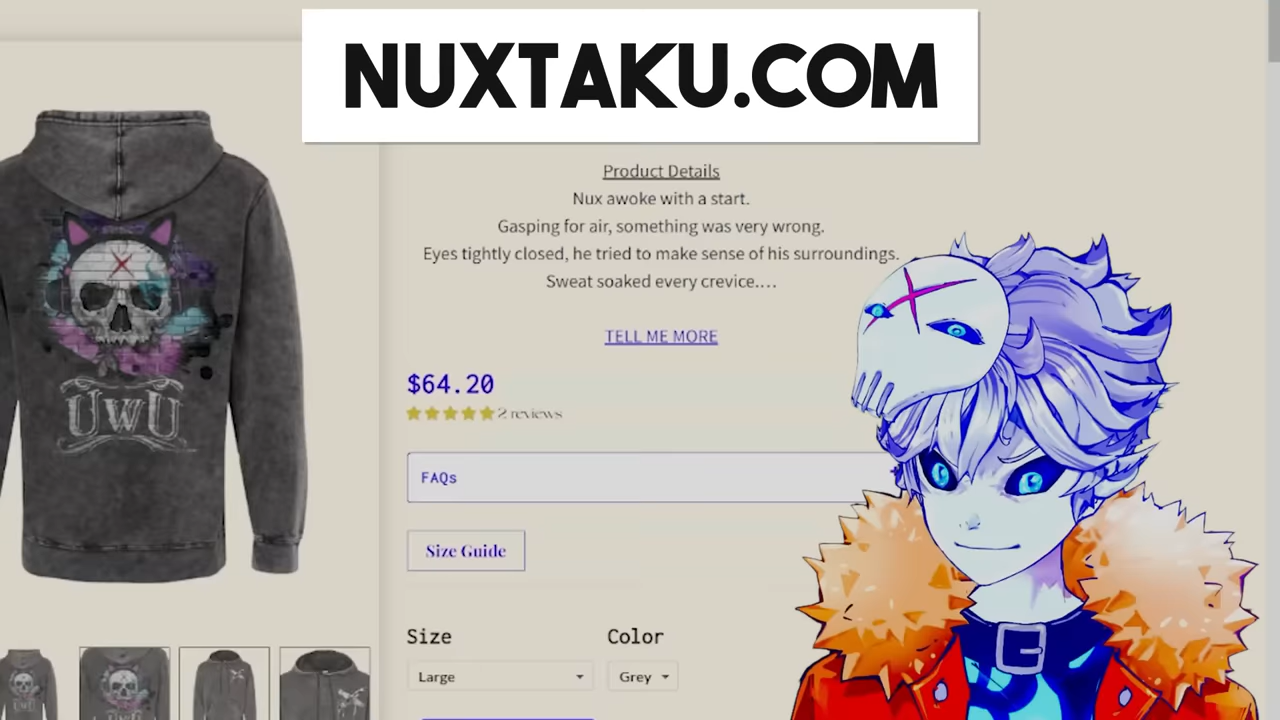 NUXTAKU.COM
Product Details
Nux awoke with a start.
Gasping for air, something was very wrong.
Eyes tightly closed, he tried to make sense of his surroundings.
Sweat soaked every crevice....
TELL ME MORE
$64.20
2 reviews
FAQs
Size Guide
Size
Color
Large
Grey
UwU